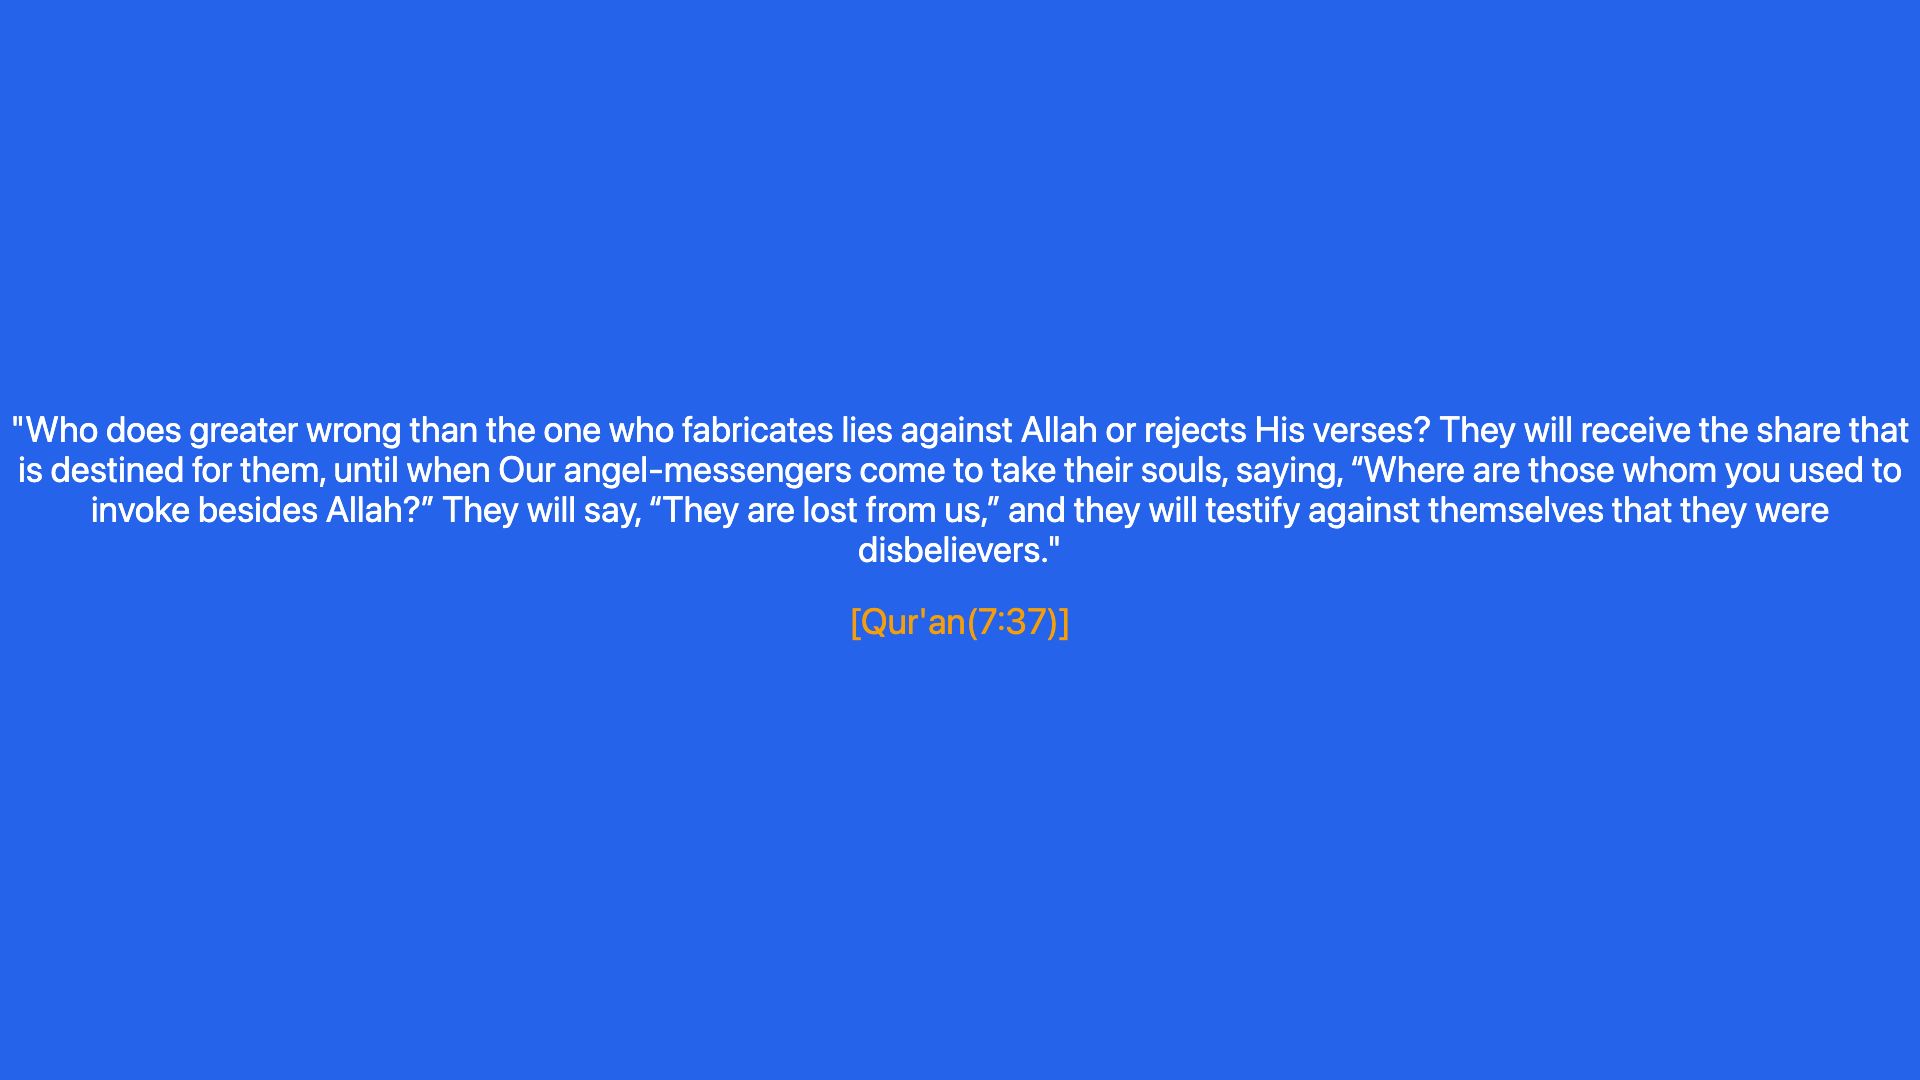 "Who does greater wrong than the one who fabricates lies against Allah or rejects His verses? They will receive the share that
is destined for them, until when Our angel-messengers come to take their souls, saying, “Where are those whom you used to
invoke besides Allah?” They will say, “They are lost from us,” and they will testify against themselves that they were
disbelievers."
[Qur'an(7:37)]